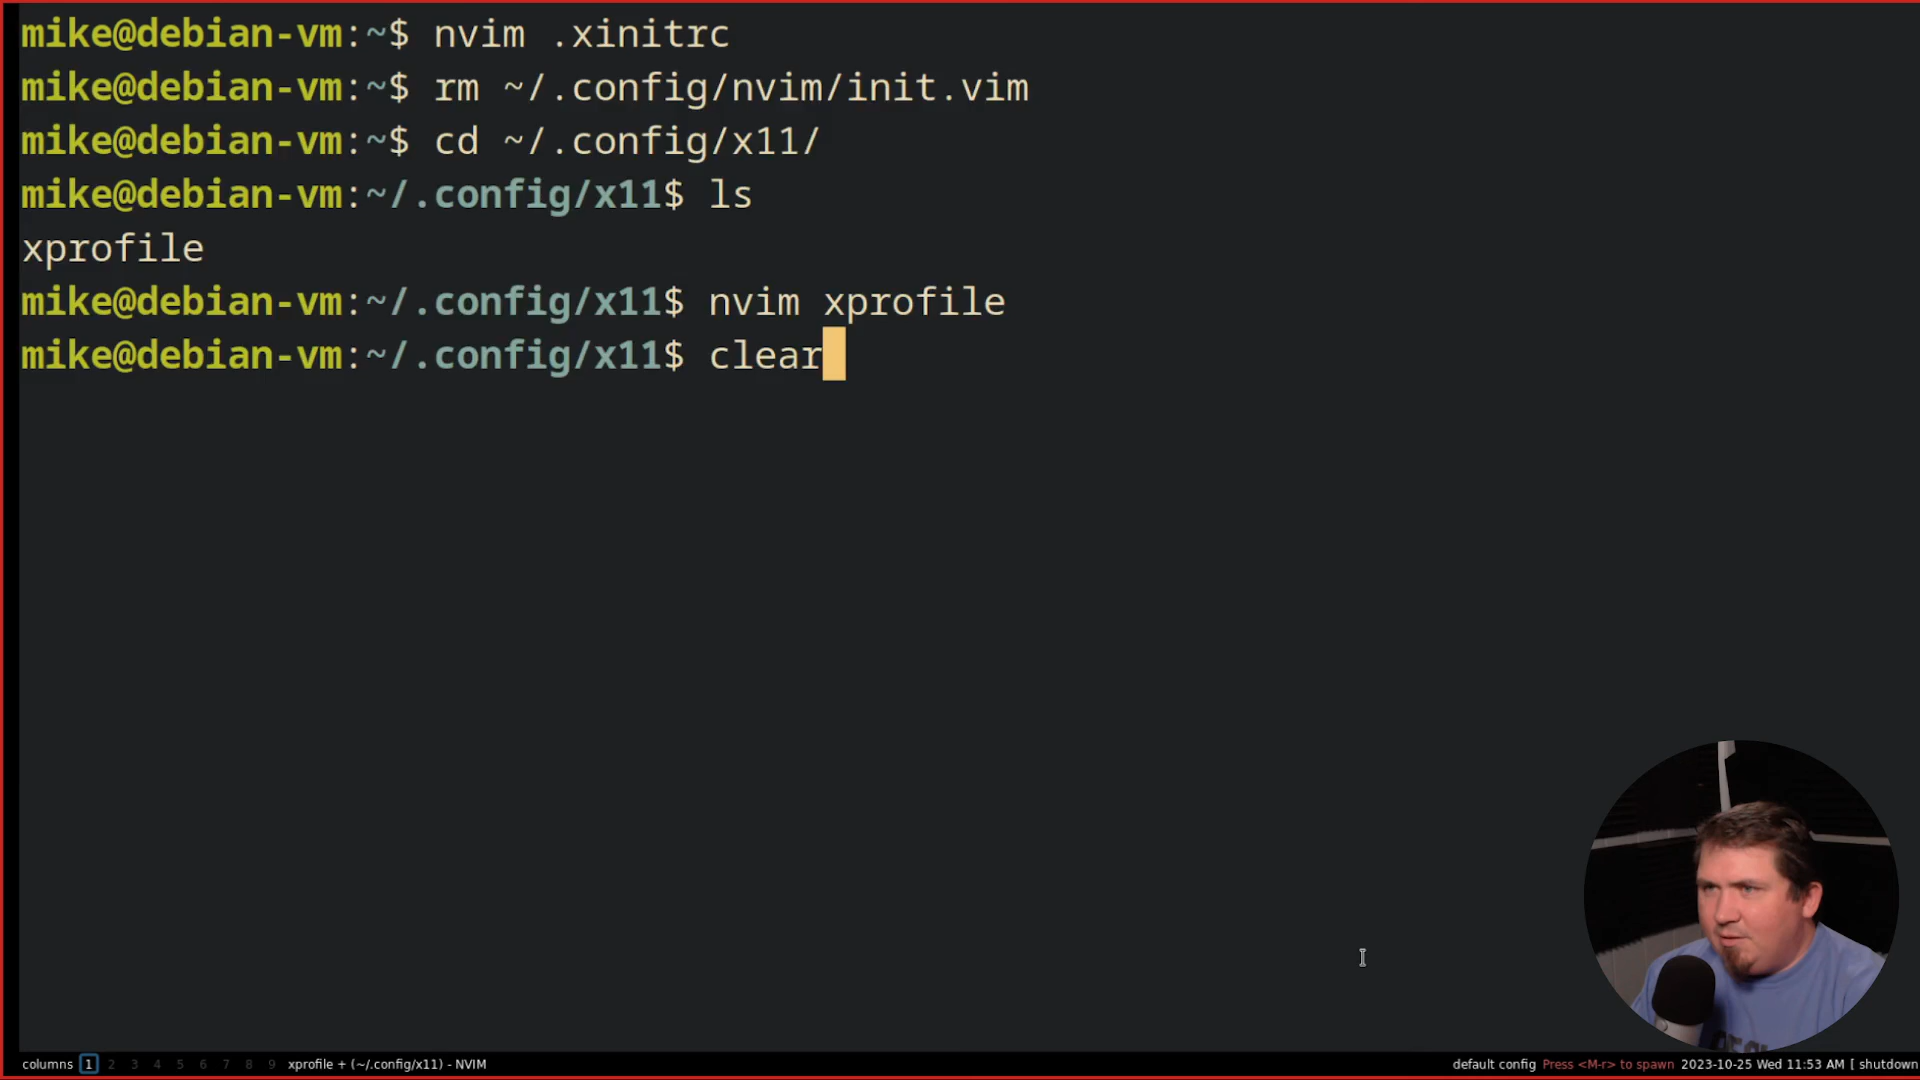 mike@debian-vm:~$ nvim .xinitrc
mike@debian-vm:~$ rm ~/.config/nvim/init.vim
mike@debian-vm:~$ cd ~/.config/x11/
mike@debian-vm:~/.config/x11$ ls
xprofile
mike@debian-vm:~/.config/x11$ nvim xprofile
mike@debian-vm:~/.config/x11$ clear
columns 1 2 3 4 5 6 7 8 9 xprofile + (~/.config/x11) - NVIM default config Press <M-r> to spawn 2023-10-25 Wed 11:53 AM [ shutdown